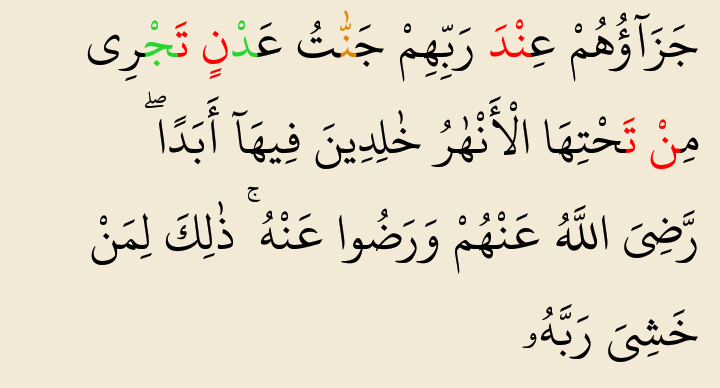 جَزَآؤُهُمْ عِنْدَ رَبِّهِمْ جَنّٰتُ عَدْنٍ تَجْرِی
مِنْ تَحْتِهَا الْأَنْهٰرُ خٰلِدِينَ فِيهَآ أَبَدًا ۖ
رَّضِیَ اللَّهُ عَنْهُمْ وَرَضُوا عَنْهُ ۚ ذٰلِكَ لِمَنْ
خَشِیَ رَبَّهُۥ